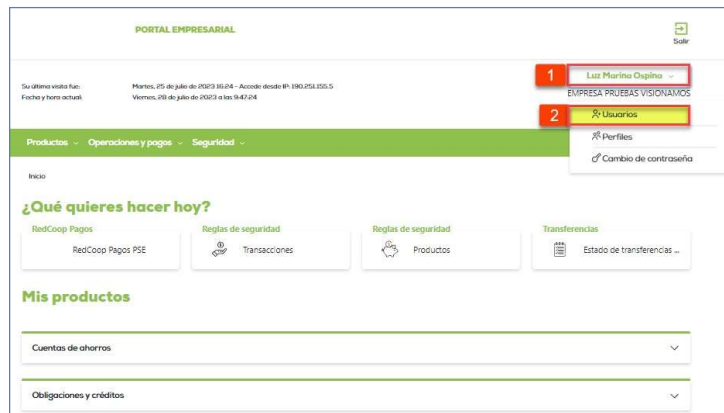 PORTAL EMPRESARIAL
Salir
1
Luz Marina Ospina
EMPRESA PRUEBAS VISIONAMOS
Su última visita fue: Martes, 25 de julio de 2023 16:24 - Accede desde IP: 190.251.155.5
Fecha y hora actual: Viernes, 28 de julio de 2023 a las 9:47:24
2
Usuarios
Perfiles
Cambio de contraseña
Productos Operaciones y pagos Seguridad
Inicio
¿Qué quieres hacer hoy?
RedCoop Pagos Reglas de seguridad Reglas de seguridad Transferencias
RedCoop Pagos PSE Transacciones Productos Estado de transferencias ...
Mis productos
Cuentas de ahorros
Obligaciones y créditos